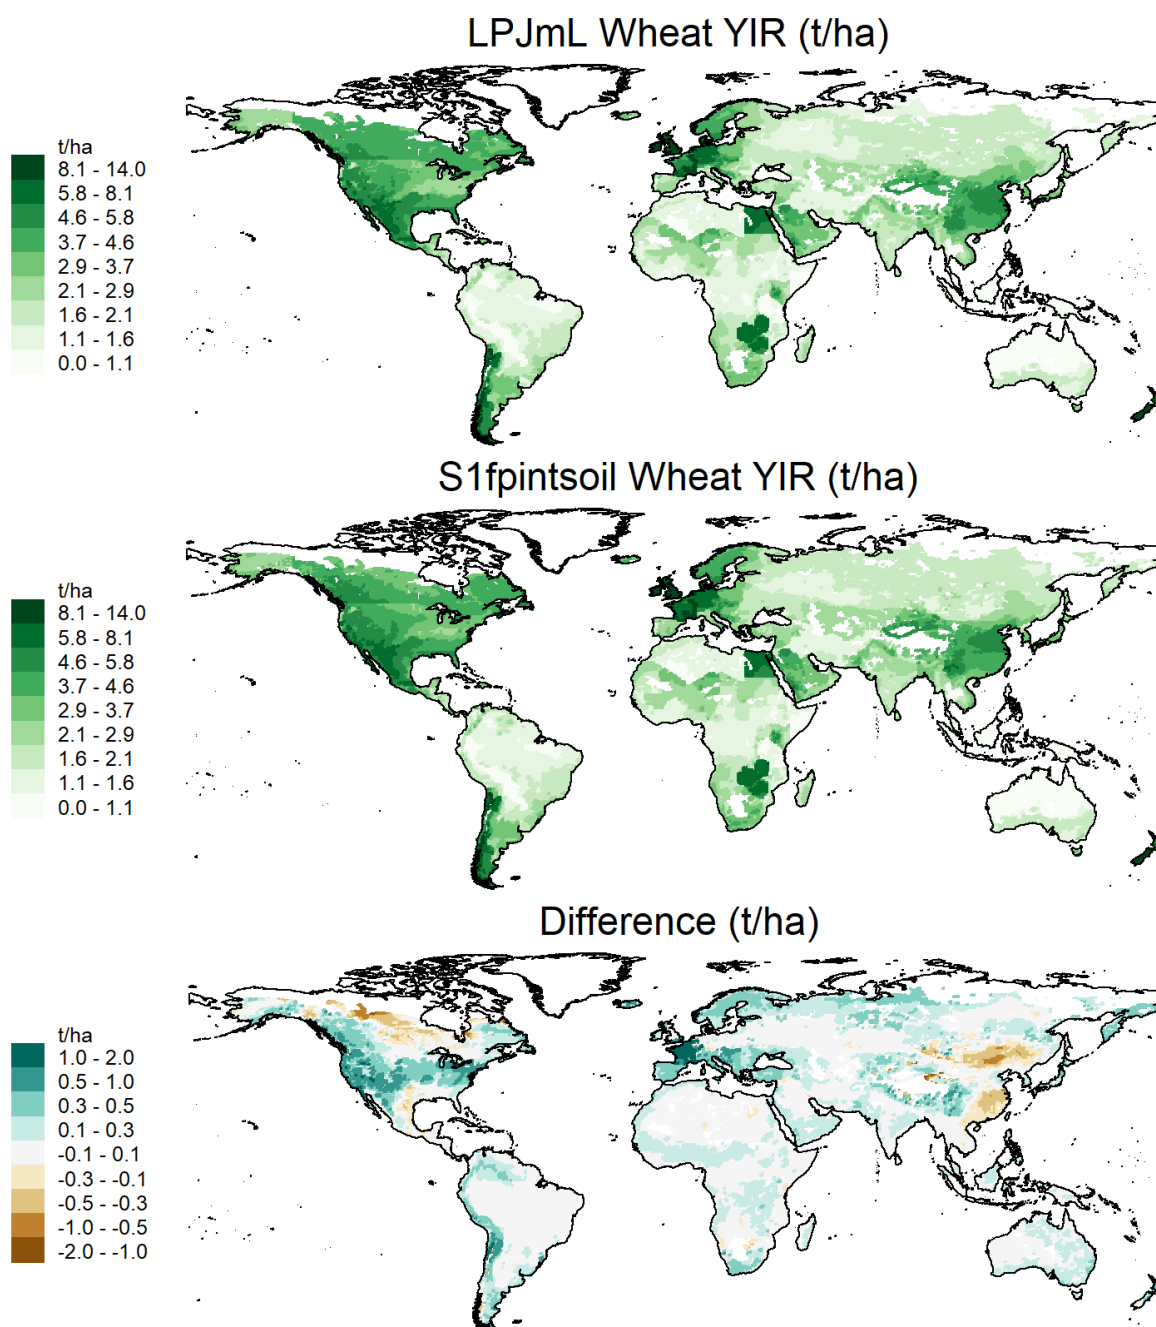 LPJmL Wheat YIR (t/ha)
t/ha
8.1 - 14.0
5.8 - 8.1
4.6 - 5.8
3.7 - 4.6
2.9 - 3.7
2.1 - 2.9
1.6 - 2.1
1.1 - 1.6
0.0 - 1.1
S1fpintsoil Wheat YIR (t/ha)
t/ha
8.1 - 14.0
5.8 - 8.1
4.6 - 5.8
3.7 - 4.6
2.9 - 3.7
2.1 - 2.9
1.6 - 2.1
1.1 - 1.6
0.0 - 1.1
Difference (t/ha)
t/ha
1.0 - 2.0
0.5 - 1.0
0.3 - 0.5
0.1 - 0.3
-0.1 - 0.1
-0.3 - -0.1
-0.5 - -0.3
-1.0 - -0.5
-2.0 - -1.0